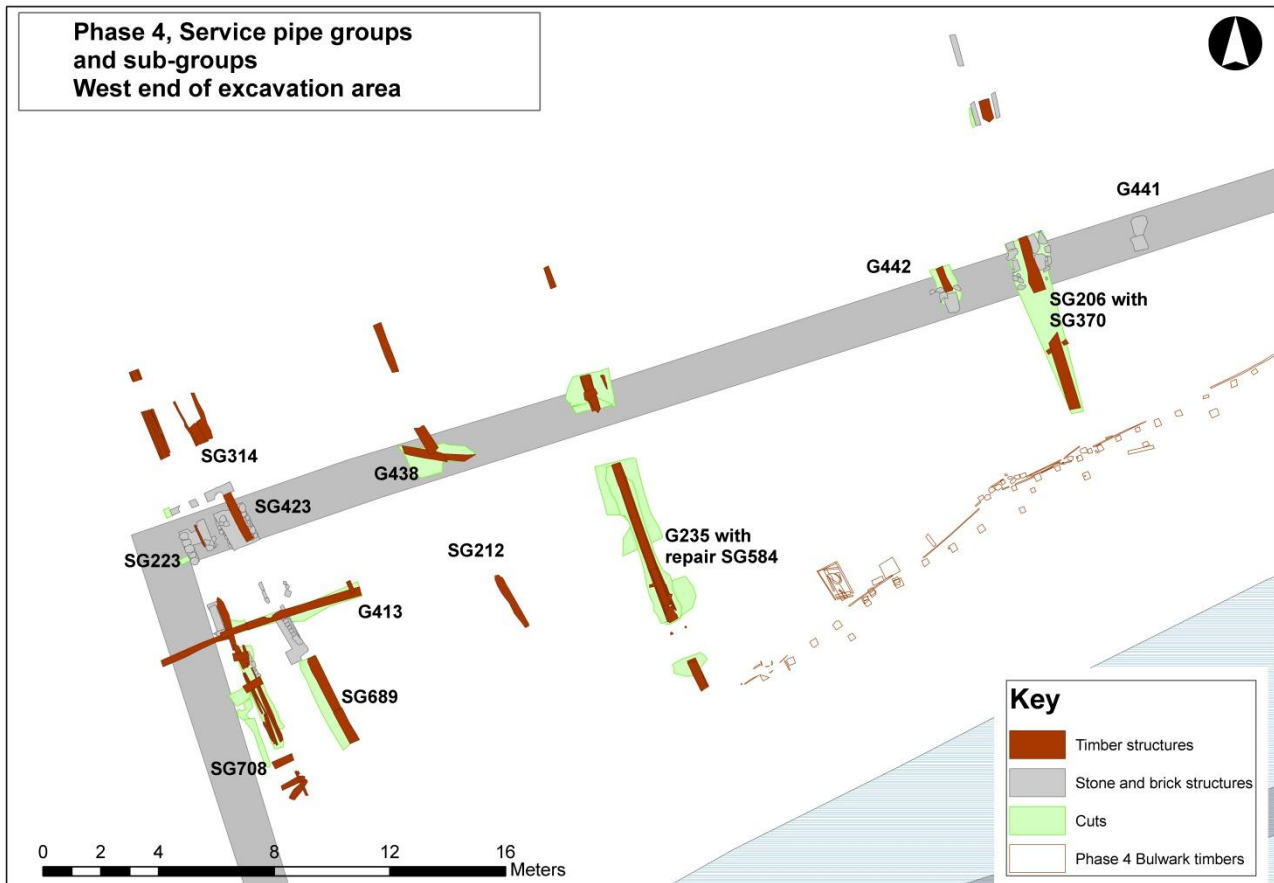 Phase 4, Service pipe groups
and sub-groups
West end of excavation area
G441
G442
SG206 with
SG370
SG314
G438
SG423
SG223
SG212
G235 with
repair SG584
G413
SG689
SG708
Key
Timber structures
Stone and brick structures
Cuts
Phase 4 Bulwark timbers
0 2 4 8 12 16
Meters